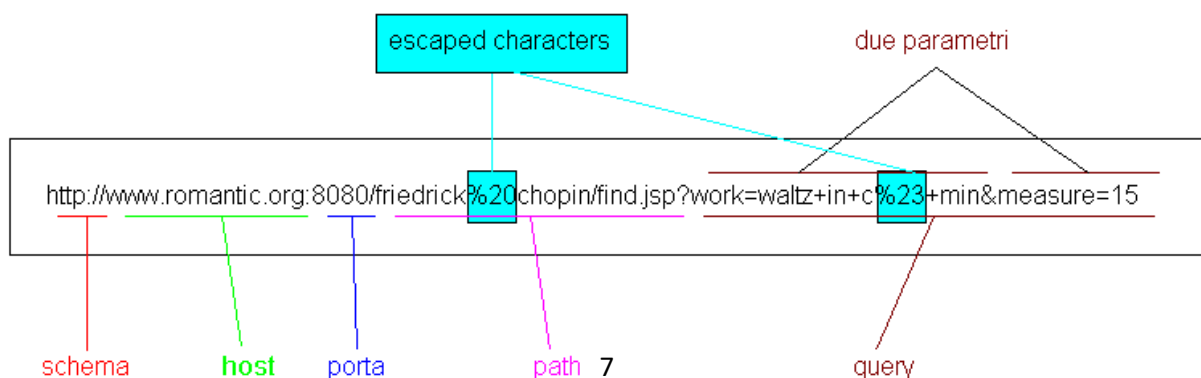 escaped characters due parametri
http://www.romantic.org:8080/friedrick%20chopin/find.jsp?work=waltz+in+c%23+min&measure=15
schema host porta path 7 query